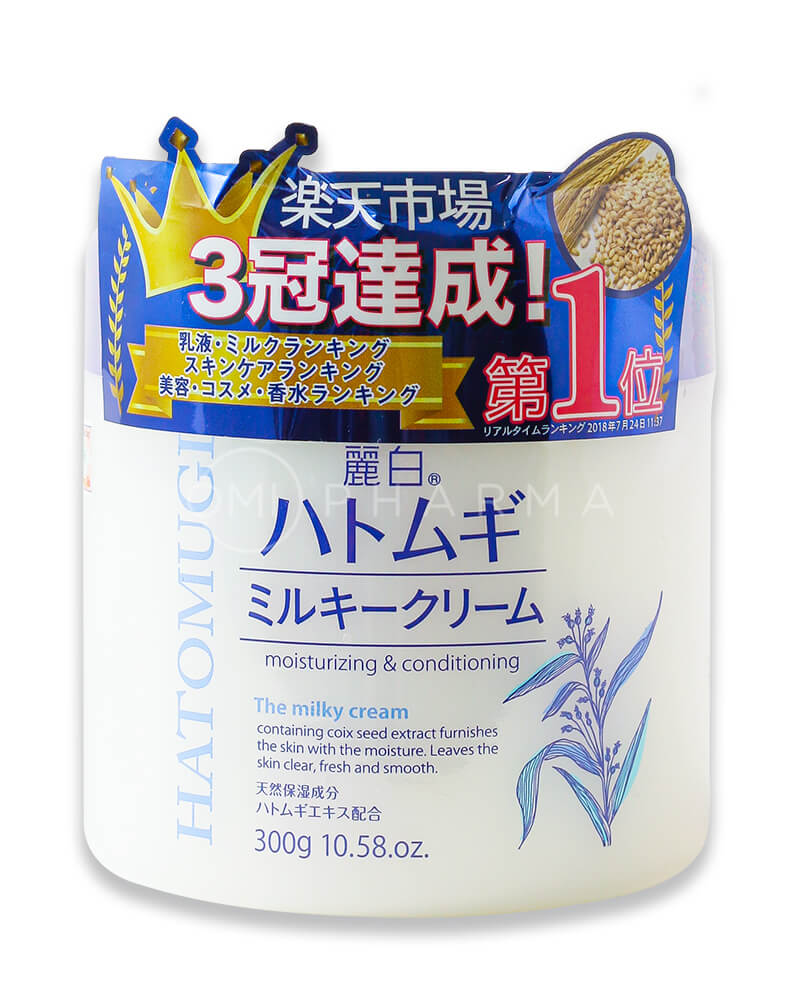 楽天市場
3冠達成!
乳液・ミルクランキング
スキンケアランキング
美容・コスメ・香水ランキング
第1位
リアルタイムランキング 2018年7月24日 11:37
麗白®
OMI PHARMA
HATOMUGI
ハトムギ
ミルキークリーム
moisturizing & conditioning
The milky cream
containing coix seed extract furnishes
the skin with the moisture. Leaves the
skin clear, fresh and smooth.
天然保湿成分
ハトムギエキス配合
300g 10.58.oz.